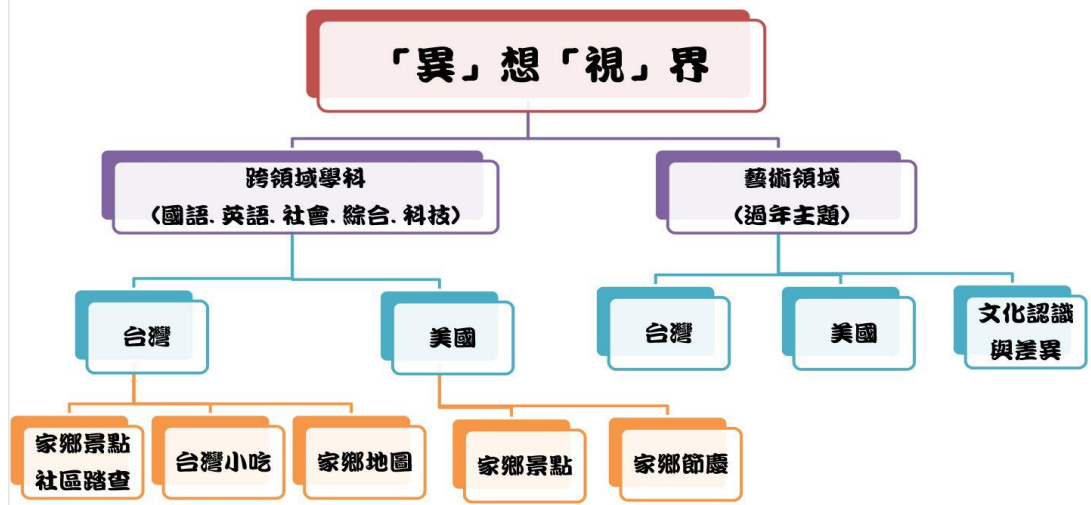 「異」想「視」界
跨領域學科
(國語.英語.社會.綜合.科技)
藝術領域
(過年主題)
台灣
美國
台灣
美國
文化認識
與差異
家鄉景點
社區踏查
台灣小吃
家鄉地圖
家鄉景點
家鄉節慶